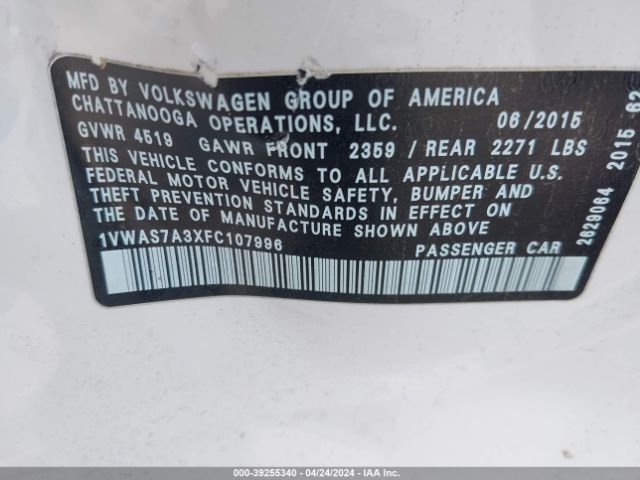 MFD BY VOLKSWAGEN GROUP OF AMERICA
CHATTANOOGA OPERATIONS, LLC. 06/2015
GVWR 4519 GAWR FRONT 2359 / REAR 2271 LBS
THIS VEHICLE CONFORMS TO ALL APPLICABLE U.S.
FEDERAL MOTOR VEHICLE SAFETY, BUMPER AND
THEFT PREVENTION STANDARDS IN EFFECT ON
THE DATE OF MANUFACTURE SHOWN ABOVE
1VWAS7A3XFC107996 PASSENGER CAR
2629064 2015 62
000-39255340 | 04/24/2024 | IAA Inc.